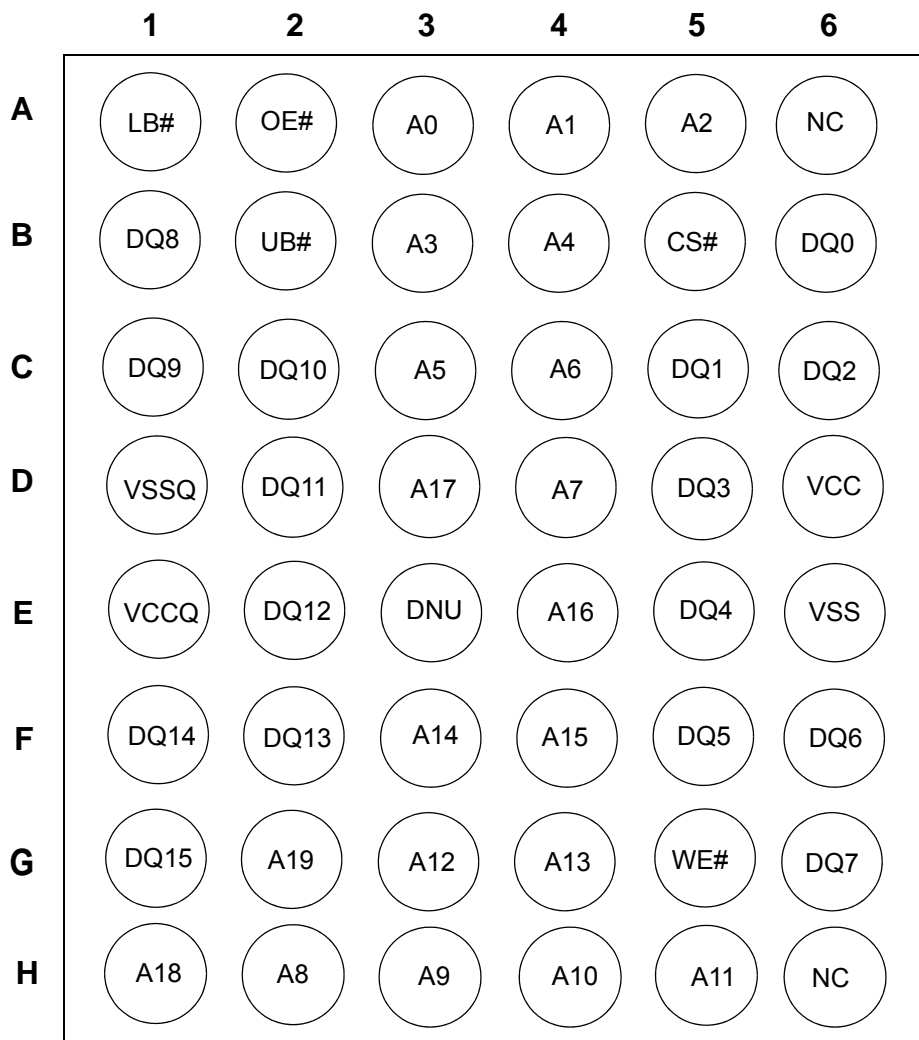 1 2 3 4 5 6
A LB# OE# A0 A1 A2 NC
B DQ8 UB# A3 A4 CS# DQ0
C DQ9 DQ10 A5 A6 DQ1 DQ2
D VSSQ DQ11 A17 A7 DQ3 VCC
E VCCQ DQ12 DNU A16 DQ4 VSS
F DQ14 DQ13 A14 A15 DQ5 DQ6
G DQ15 A19 A12 A13 WE# DQ7
H A18 A8 A9 A10 A11 NC